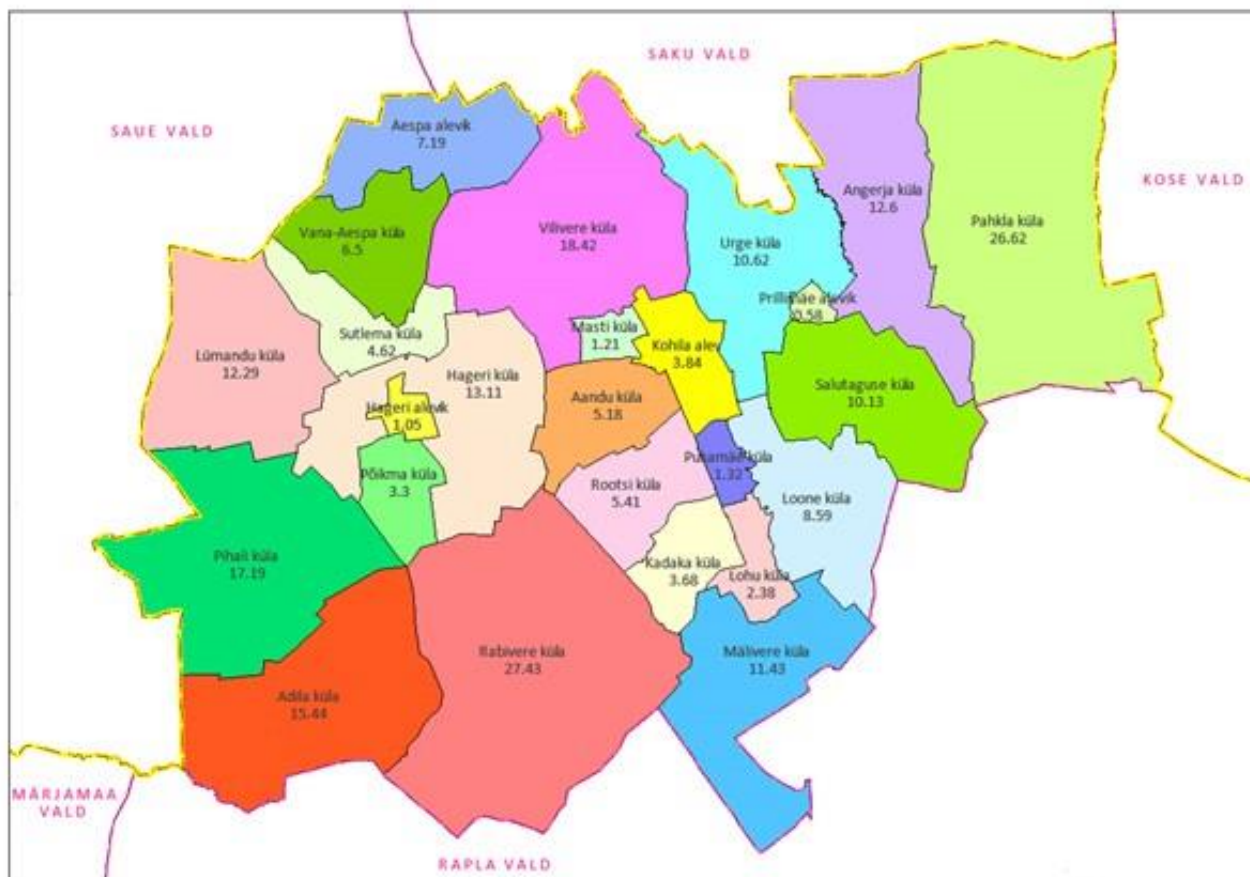 SAKU VALD
SAUE VALD
KOSE VALD
Aespa alevik
7.19
Angerja küla
12.6
Pahkla küla
26.62
Vana-Aespa küla
6.5
Vilivere küla
18.42
Urge küla
10.62
Prillimäe alevik
0.58
Sutlema küla
4.62
Masti küla
1.21
Kohila alev
3.84
Lümandu küla
12.29
Hageri küla
13.11
Salutaguse küla
10.13
Hageri alevik
1.05
Aandu küla
5.18
Põikma küla
3.3
Pukamäe küla
1.32
Rootsi küla
5.41
Loone küla
8.59
Pihali küla
17.19
Kadaka küla
3.68
Lohu küla
2.38
Rabivere küla
27.43
Mälivere küla
11.43
Adila küla
15.44
MÄRJAMAA
VALD
RAPLA VALD